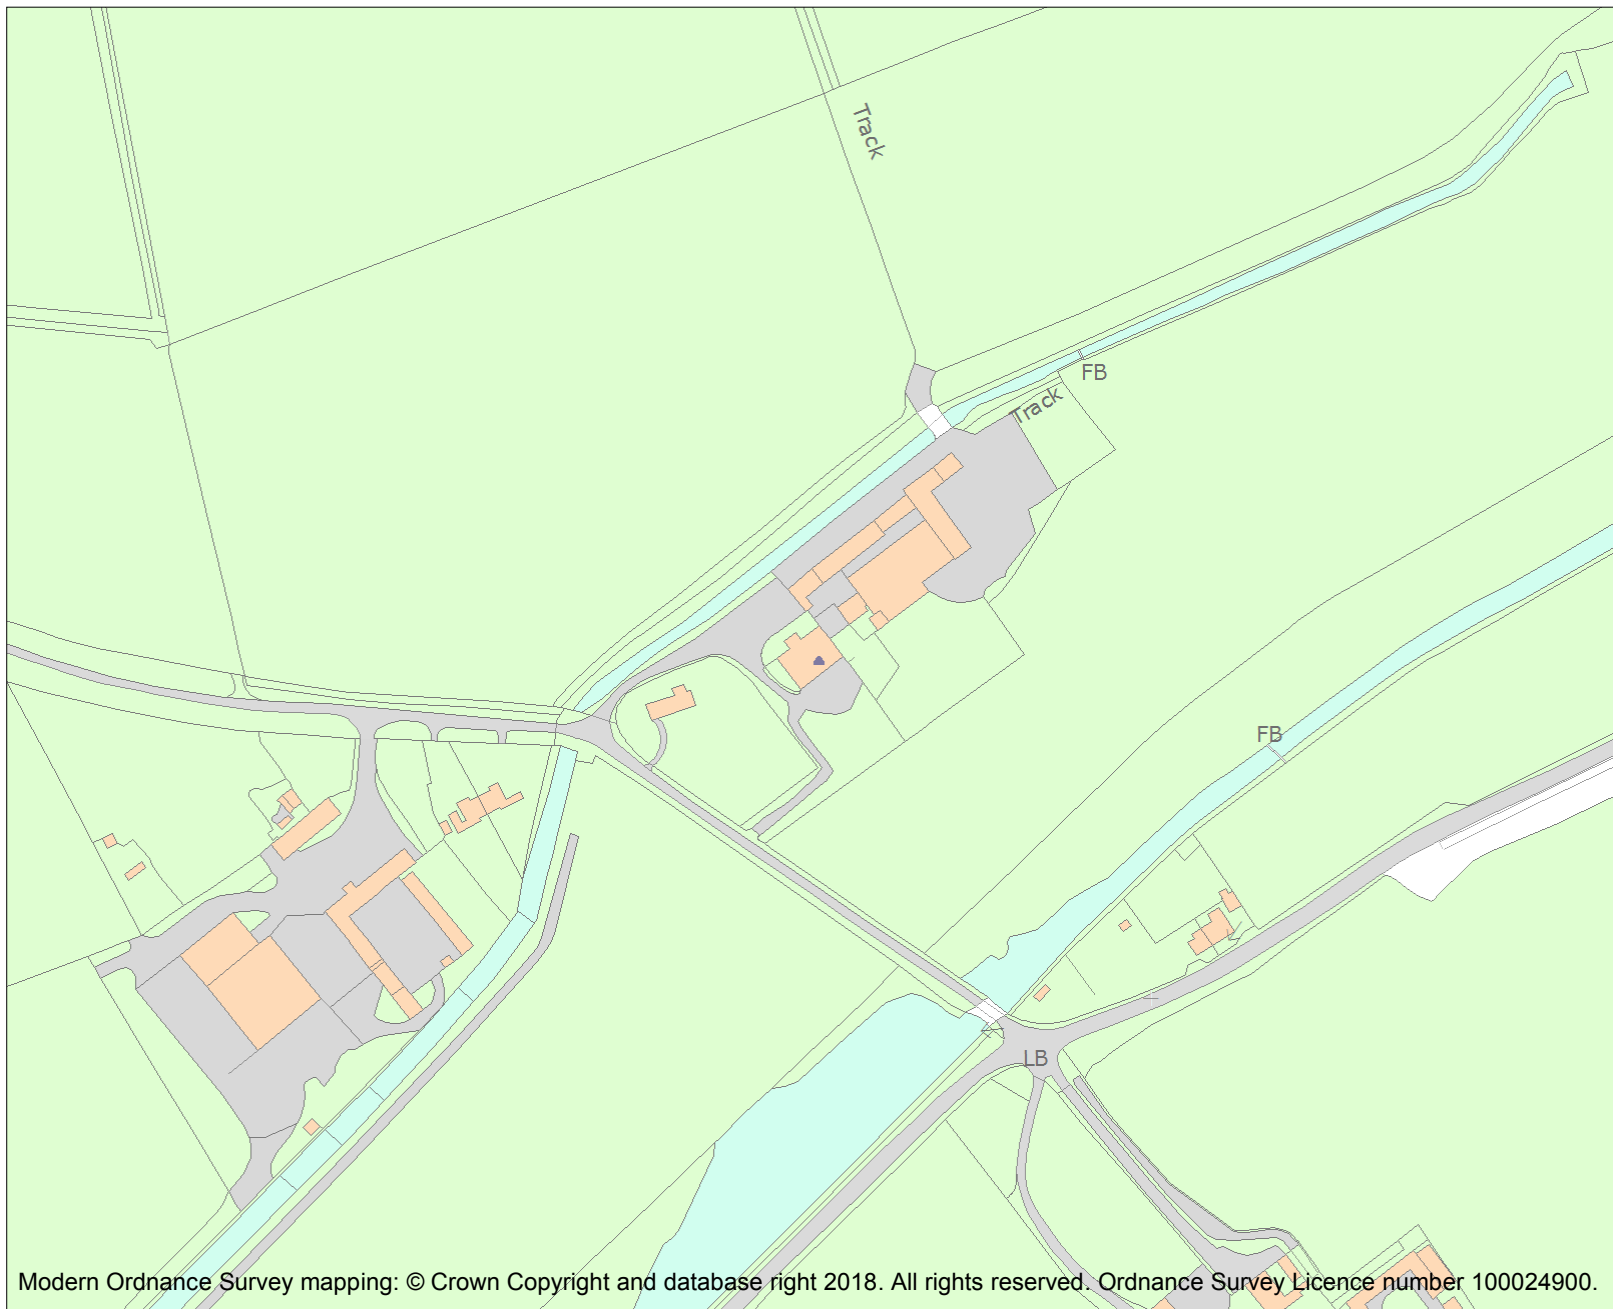 Track
FB
Track
FB
LB
Modern Ordnance Survey mapping: © Crown Copyright and database right 2018. All rights reserved. Ordnance Survey Licence number 100024900.